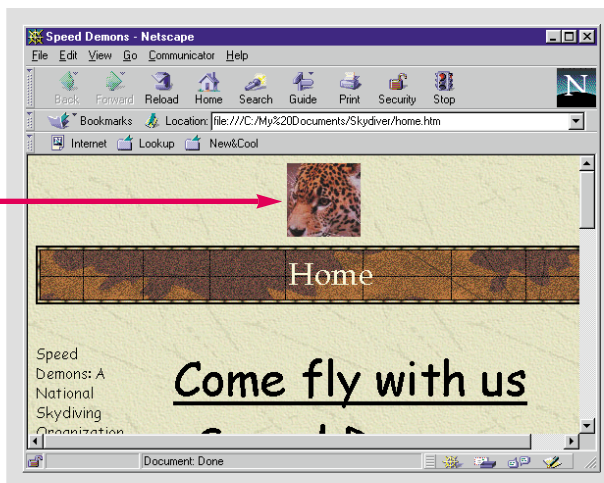 Speed Demons - Netscape
File Edit View Go Communicator Help
Back Forward Reload Home Search Guide Print Security Stop
N
Bookmarks Location: file:///C:/My%20Documents/Skydiver/home.htm
Internet Lookup New&Cool
Home
Speed
Demons: A
National
Skydiving
Organization
Come fly with us
Document: Done